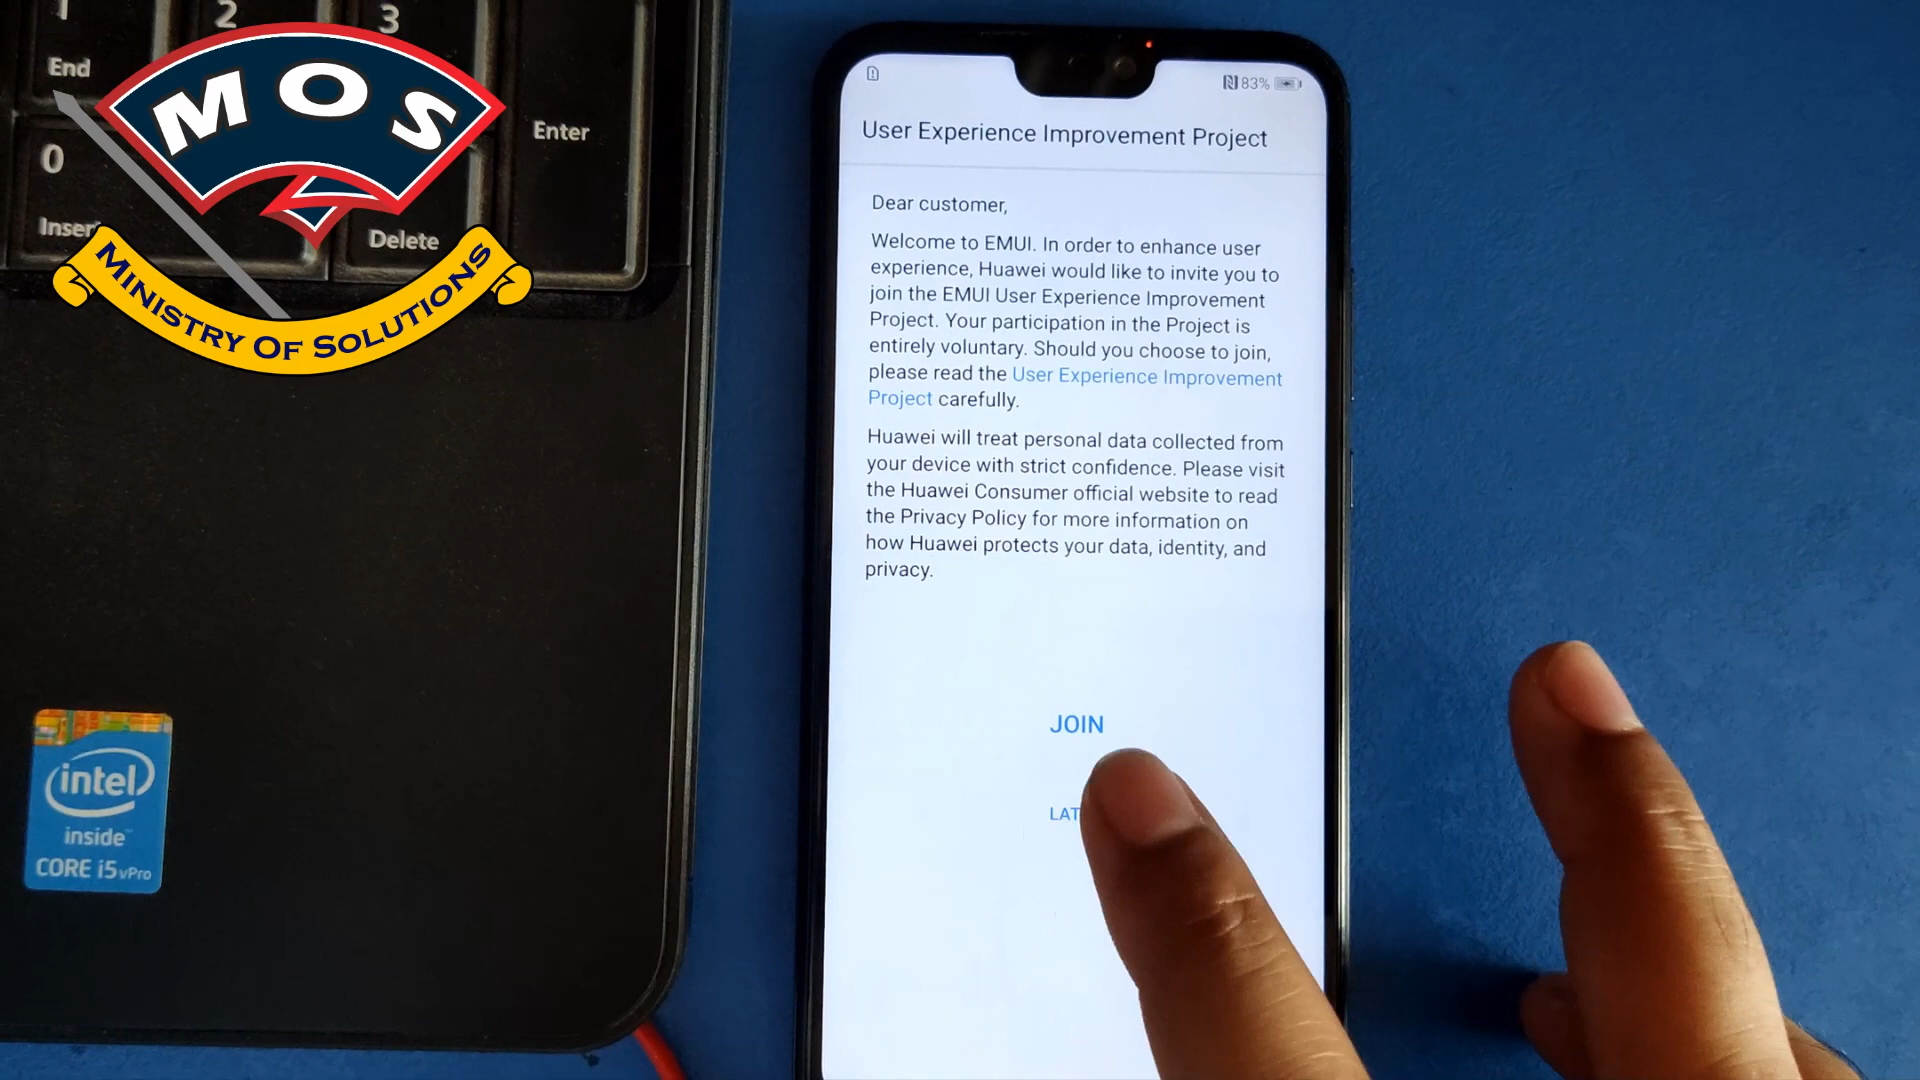 1
2
3
End
0
Enter
Delete
MOS
MINISTRY OF SOLUTIONS
intel
inside™
CORE i5 vPro
83%
User Experience Improvement Project
Dear customer,
Welcome to EMUI. In order to enhance user
experience, Huawei would like to invite you to
join the EMUI User Experience Improvement
Project. Your participation in the Project is
entirely voluntary. Should you choose to join,
please read the User Experience Improvement
Project carefully.
Huawei will treat personal data collected from
your device with strict confidence. Please visit
the Huawei Consumer official website to read
the Privacy Policy for more information on
how Huawei protects your data, identity, and
privacy.
JOIN